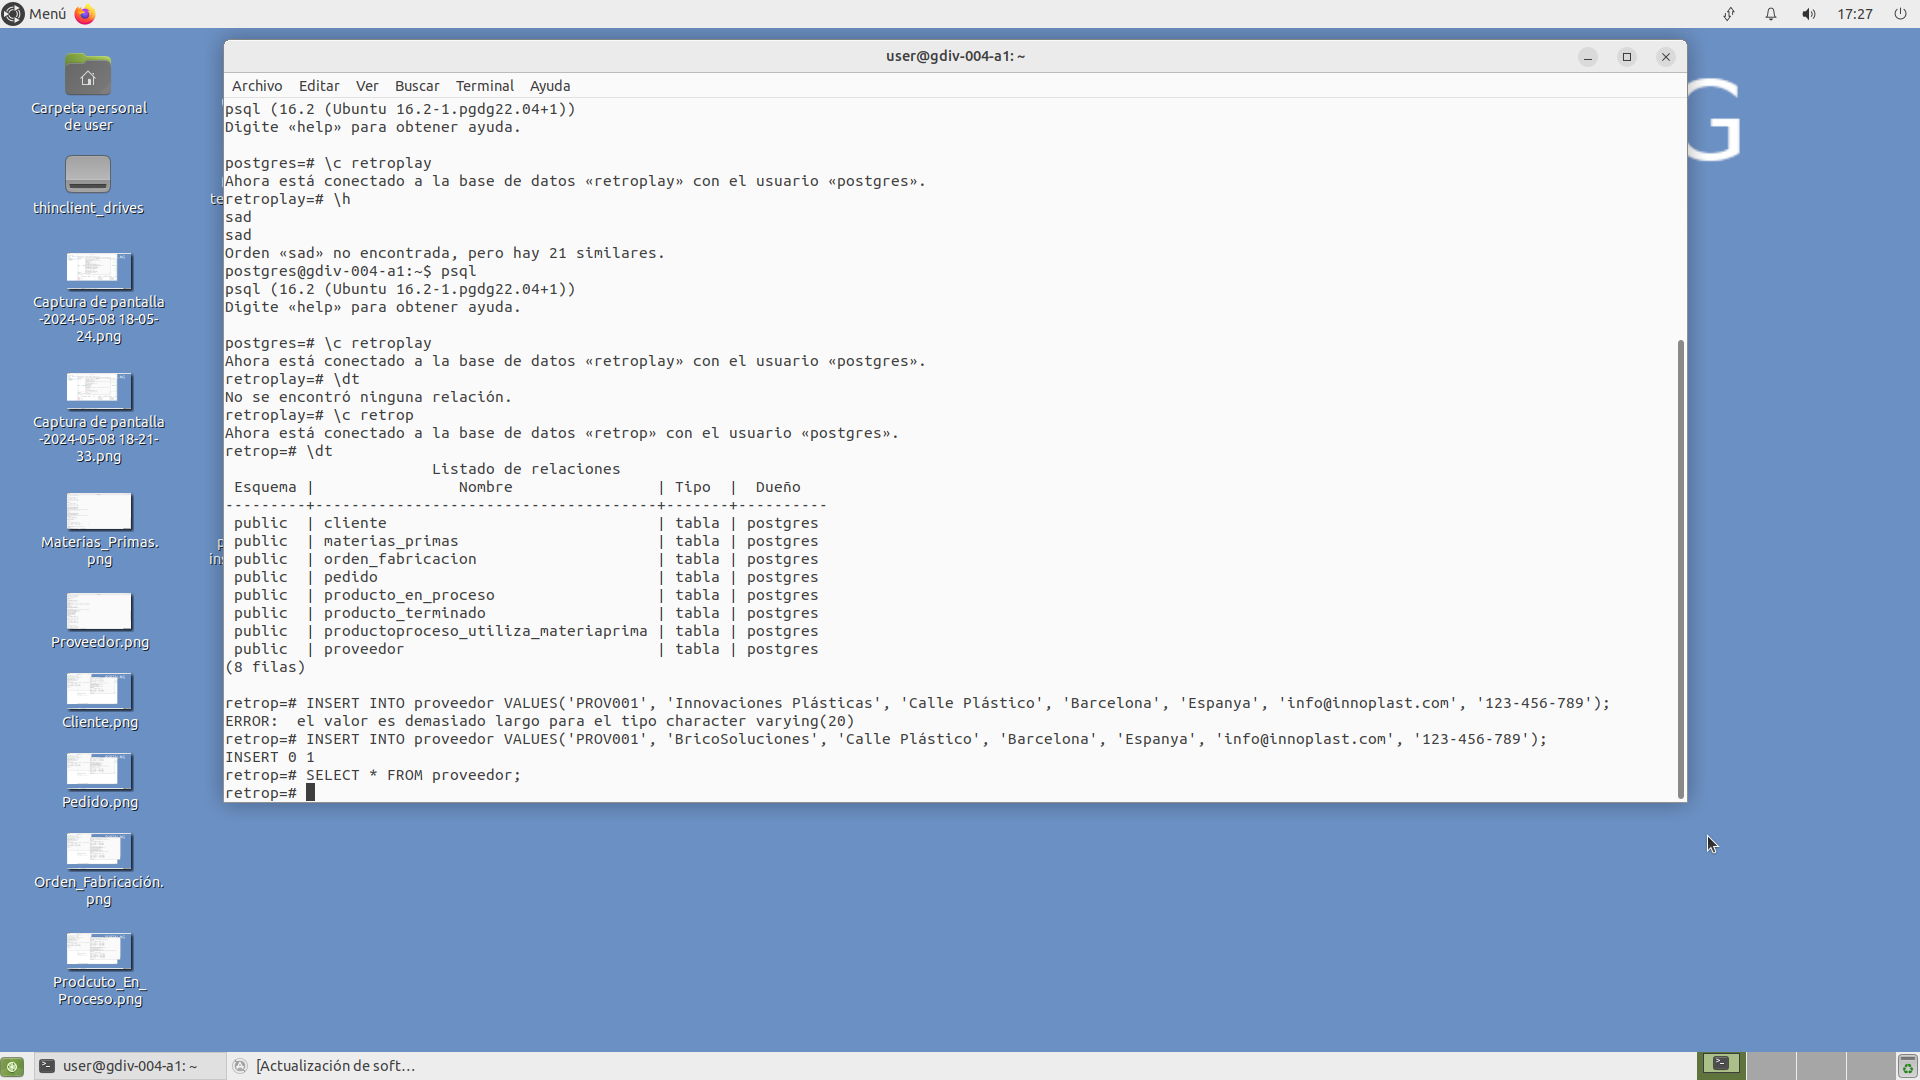 Menú
17:27
Carpeta personal
de user
thinclient_drives
Captura de pantalla
-2024-05-08 18-05-
24.png
Captura de pantalla
-2024-05-08 18-21-
33.png
Materias_Primas.
png
Proveedor.png
Cliente.png
Pedido.png
Orden_Fabricación.
png
Prodcuto_En_
Proceso.png
G
user@gdiv-004-a1: ~
Archivo Editar Ver Buscar Terminal Ayuda
psql (16.2 (Ubuntu 16.2-1.pgdg22.04+1))
Digite «help» para obtener ayuda.
postgres=# \c retroplay
Ahora está conectado a la base de datos «retroplay» con el usuario «postgres».
retroplay=# \h
sad
sad
Orden «sad» no encontrada, pero hay 21 similares.
postgres@gdiv-004-a1:~$ psql
psql (16.2 (Ubuntu 16.2-1.pgdg22.04+1))
Digite «help» para obtener ayuda.
postgres=# \c retroplay
Ahora está conectado a la base de datos «retroplay» con el usuario «postgres».
retroplay=# \dt
No se encontró ninguna relación.
retroplay=# \c retrop
Ahora está conectado a la base de datos «retrop» con el usuario «postgres».
retrop=# \dt
Listado de relaciones
Esquema | Nombre | Tipo | Dueño
---------+--------------------------------------+-------+----------
public | cliente | tabla | postgres
public | materias_primas | tabla | postgres
public | orden_fabricacion | tabla | postgres
public | pedido | tabla | postgres
public | producto_en_proceso | tabla | postgres
public | producto_terminado | tabla | postgres
public | productoproceso_utiliza_materiaprima | tabla | postgres
public | proveedor | tabla | postgres
(8 filas)
retrop=# INSERT INTO proveedor VALUES('PROV001', 'Innovaciones Plásticas', 'Calle Plástico', 'Barcelona', 'Espanya', 'info@innoplast.com', '123-456-789');
ERROR:  el valor es demasiado largo para el tipo character varying(20)
retrop=# INSERT INTO proveedor VALUES('PROV001', 'BricoSoluciones', 'Calle Plástico', 'Barcelona', 'Espanya', 'info@innoplast.com', '123-456-789');
INSERT 0 1
retrop=# SELECT * FROM proveedor;
retrop=#
user@gdiv-004-a1: ~
[Actualización de soft...